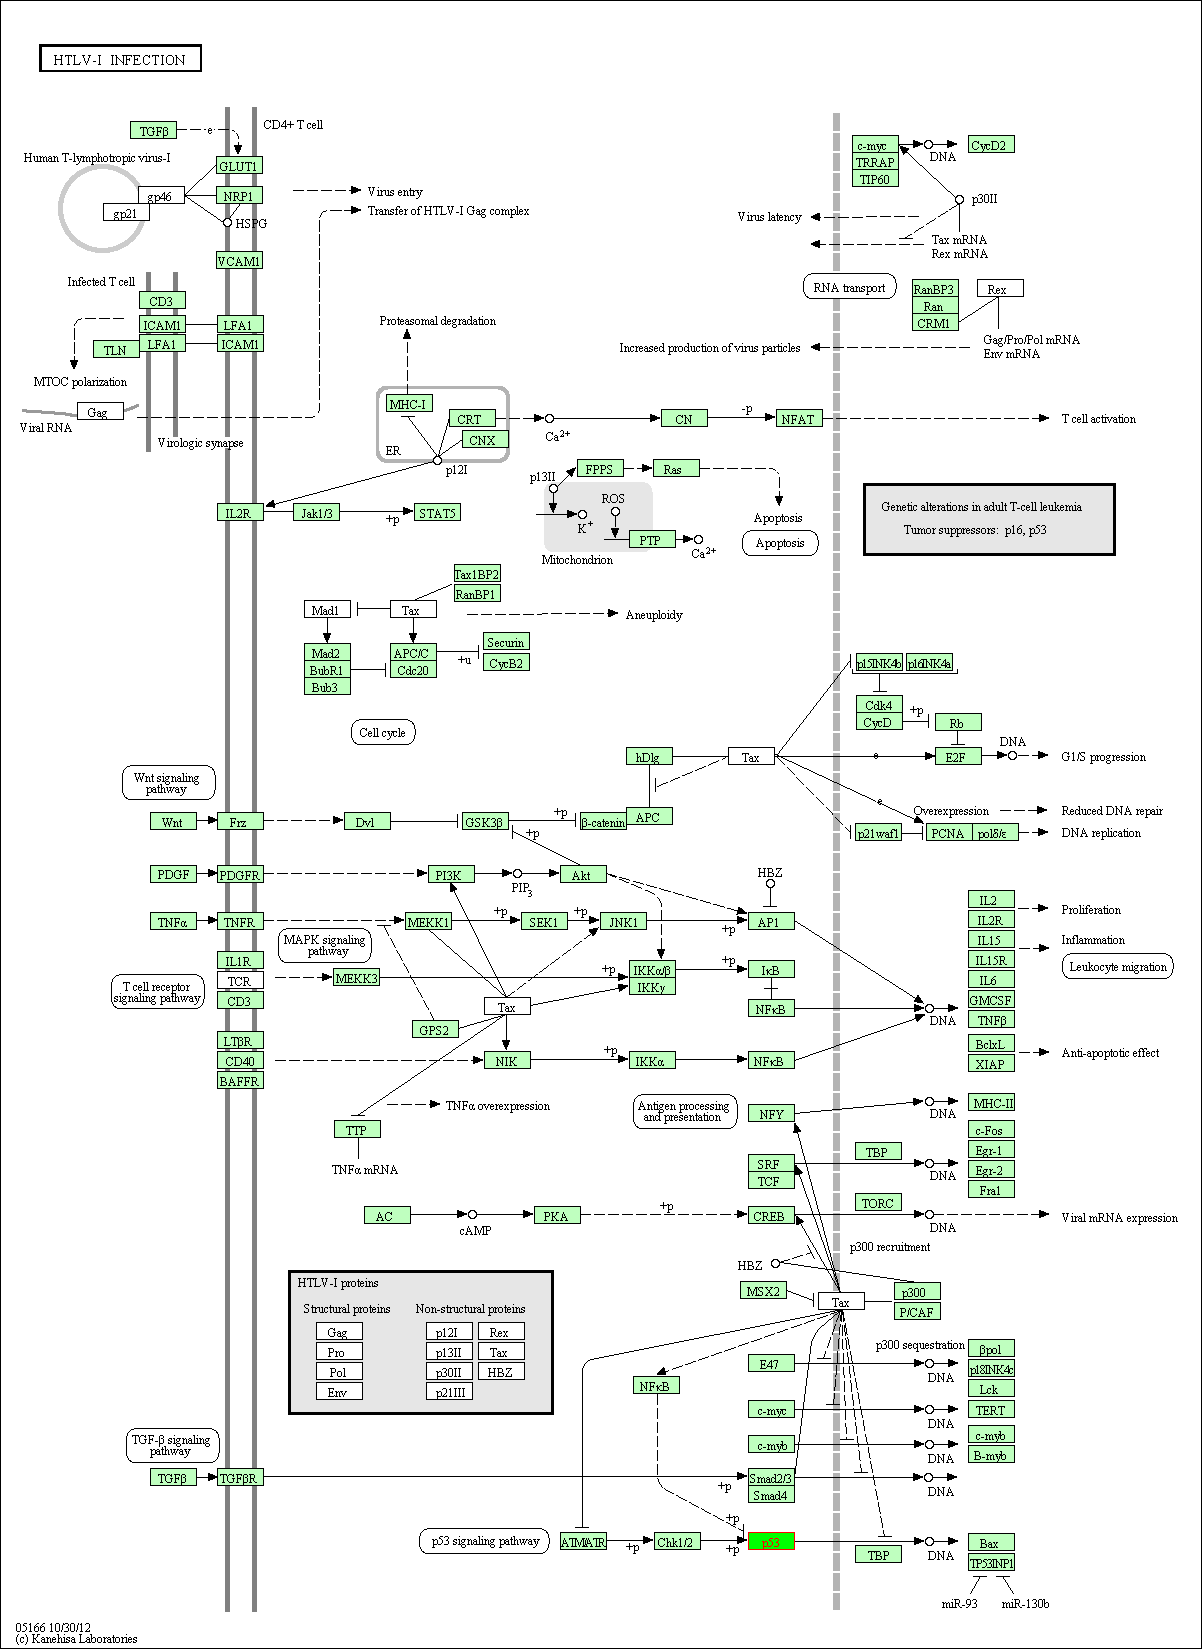 HTLV-I INFECTION
TGFβ
e
CD4+ T cell
Human T-lymphotropic virus-I
GLUT1
gp46
NRP1
gp21
HSPG
Virus entry
Transfer of HTLV-I Gag complex
VCAM1
Infected T cell
CD3
ICAM1
LFA1
TLN
LFA1
ICAM1
MTOC polarization
Gag
Viral RNA
Virologic synapse
c-myc
TRRAP
TIP60
DNA
CycD2
p30II
Virus latency
Tax mRNA
Rex mRNA
RNA transport
RanBP3
Ran
CRM1
Rex
Gag/Pro/Pol mRNA
Env mRNA
Increased production of virus particles
Proteasomal degradation
MHC-I
CRT
CNX
ER
p12I
Ca2+
CN
-p
NFAT
T cell activation
p13II
FPPS
Ras
ROS
K+
PTP
Ca2+
Mitochondrion
Apoptosis
Apoptosis
Genetic alterations in adult T-cell leukemia
Tumor suppressors: p16, p53
IL2R
Jak1/3
+p
STAT5
Tax1BP2
RanBP1
Mad1
Tax
Aneuploidy
Mad2
BubR1
Bub3
APC/C
Cdc20
+u
Securin
CycB2
Cell cycle
p15INK4b
p16INK4a
Cdk4
CycD
+p
Rb
hDlg
Tax
e
E2F
DNA
G1/S progression
Wnt signaling
pathway
Wnt
Frz
Dvl
GSK3β
+p
β-catenin
APC
+p
e
Overexpression
Reduced DNA repair
p21waf1
PCNA
polδ/ε
DNA replication
PDGF
PDGFR
PI3K
PIP3
Akt
HBZ
TNFα
TNFR
MEKK1
+p
SEK1
+p
JNK1
+p
AP1
MAPK signaling
pathway
IL1R
TCR
CD3
T cell receptor
signaling pathway
MEKK3
+p
IKKα/β
IKKγ
+p
IκB
NFκB
Tax
GPS2
DNA
IL2
IL2R
IL15
IL15R
IL6
GMCSF
TNFβ
BclxL
XIAP
Proliferation
Inflammation
Leukocyte migration
Anti-apoptotic effect
LTβR
CD40
BAFFR
NIK
+p
IKKα
NFκB
TNFα overexpression
TTP
TNFα mRNA
Antigen processing
and presentation
NFY
DNA
MHC-II
SRF
TCF
TBP
DNA
c-Fos
Egr-1
Egr-2
Fra1
AC
cAMP
PKA
+p
CREB
TORC
DNA
Viral mRNA expression
p300 recruitment
HBZ
MSX2
Tax
p300
P/CAF
HTLV-I proteins
Structural proteins
Non-structural proteins
Gag
p12I
Rex
Pro
p13II
Tax
Pol
p30II
HBZ
Env
p21III
p300 sequestration
E47
DNA
βpol
p18INK4c
Lck
NFκB
c-myc
DNA
TERT
c-myb
DNA
c-myb
B-myb
TGF-β signaling
pathway
TGFβ
TGFβR
+p
Smad2/3
Smad4
DNA
p53 signaling pathway
ATM/ATR
+p
Chk1/2
+p
+p
p53
TBP
DNA
Bax
TP53INP1
miR-93
miR-130b
05166 10/30/12
(c) Kanehisa Laboratories